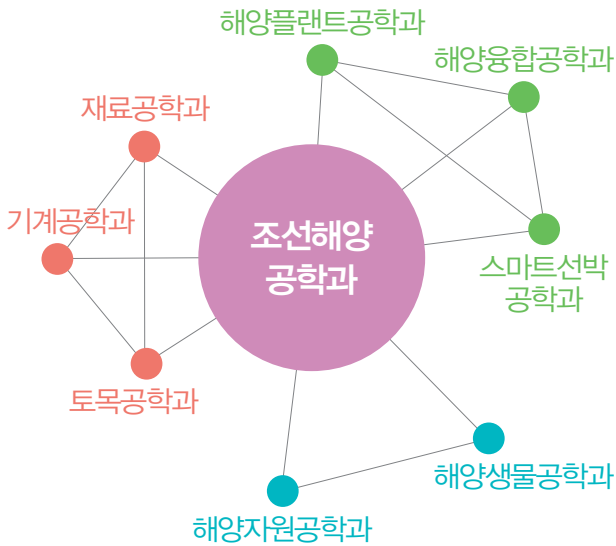 해양플랜트공학과
해양융합공학과
재료공학과
기계공학과
조선해양
공학과
스마트선박
공학과
토목공학과
해양생물공학과
해양자원공학과